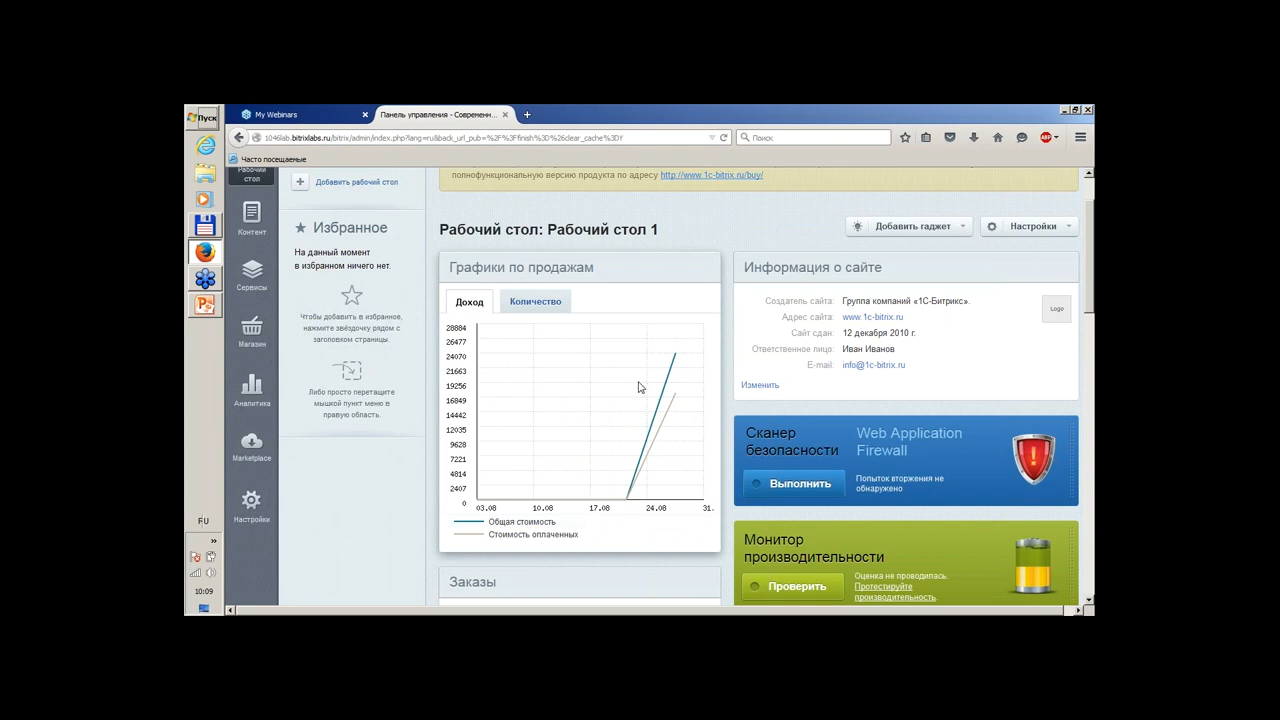 Пуск
My Webinars
Панель управления - Современн...
1046lab.bitrixlabs.ru/bitrix/admin/index.php?lang=ru&back_url_pub=%2F%3Ffinish%3D%26clear_cache%3DY
Поиск
ABP
Часто посещаемые
Рабочий
стол
Контент
Сервисы
Магазин
Аналитика
Marketplace
Настройки
Добавить рабочий стол
Избранное
На данный момент
в избранном ничего нет.
Чтобы добавить в избранное,
нажмите звёздочку рядом с
заголовком страницы.
Либо просто перетащите
мышкой пункт меню в
правую область.
полнофункциональную версию продукта по адресу http://www.1c-bitrix.ru/buy/
Рабочий стол: Рабочий стол 1
Добавить гаджет
Настройки
Графики по продажам
Доход
Количество
28884
26477
24070
21663
19256
16849
14442
12035
9628
7221
4814
2407
0
03.08
10.08
17.08
24.08
31.
Общая стоимость
Стоимость оплаченных
Заказы
Информация о сайте
Создатель сайта: Группа компаний «1С-Битрикс».
Адрес сайта: www.1c-bitrix.ru
Сайт сдан: 12 декабря 2010 г.
Ответственное лицо: Иван Иванов
E-mail: info@1c-bitrix.ru
Logo
Изменить
Сканер
безопасности
Выполнить
Web Application
Firewall
Попыток вторжения не
обнаружено
Монитор
производительности
Проверить
Оценка не проводилась.
Протестируйте
производительность.
10:09